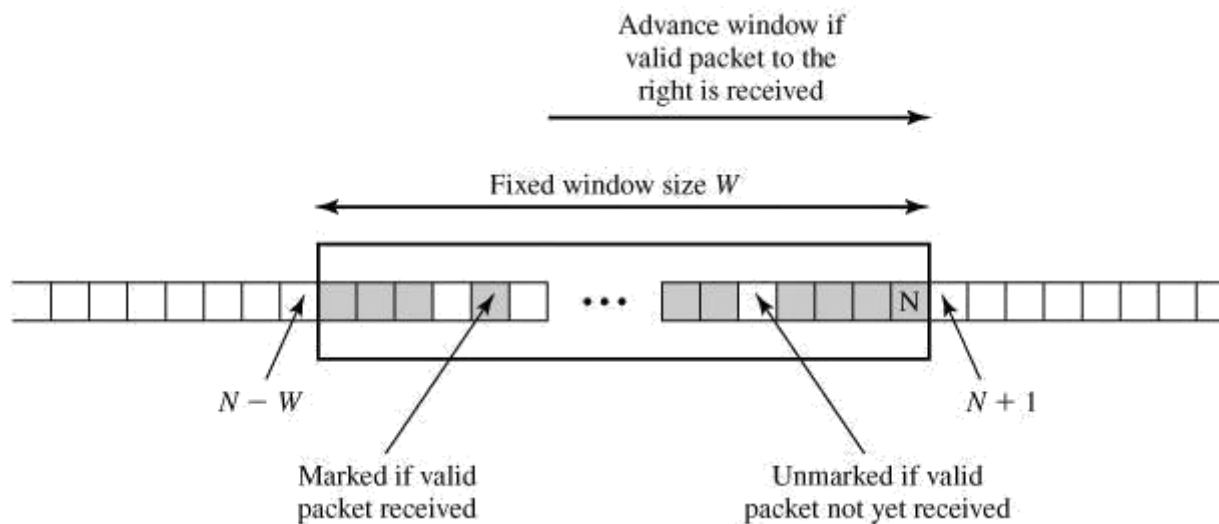 Advance window if
valid packet to the
right is received
Fixed window size W
N
N − W
N + 1
Marked if valid
packet received
Unmarked if valid
packet not yet received